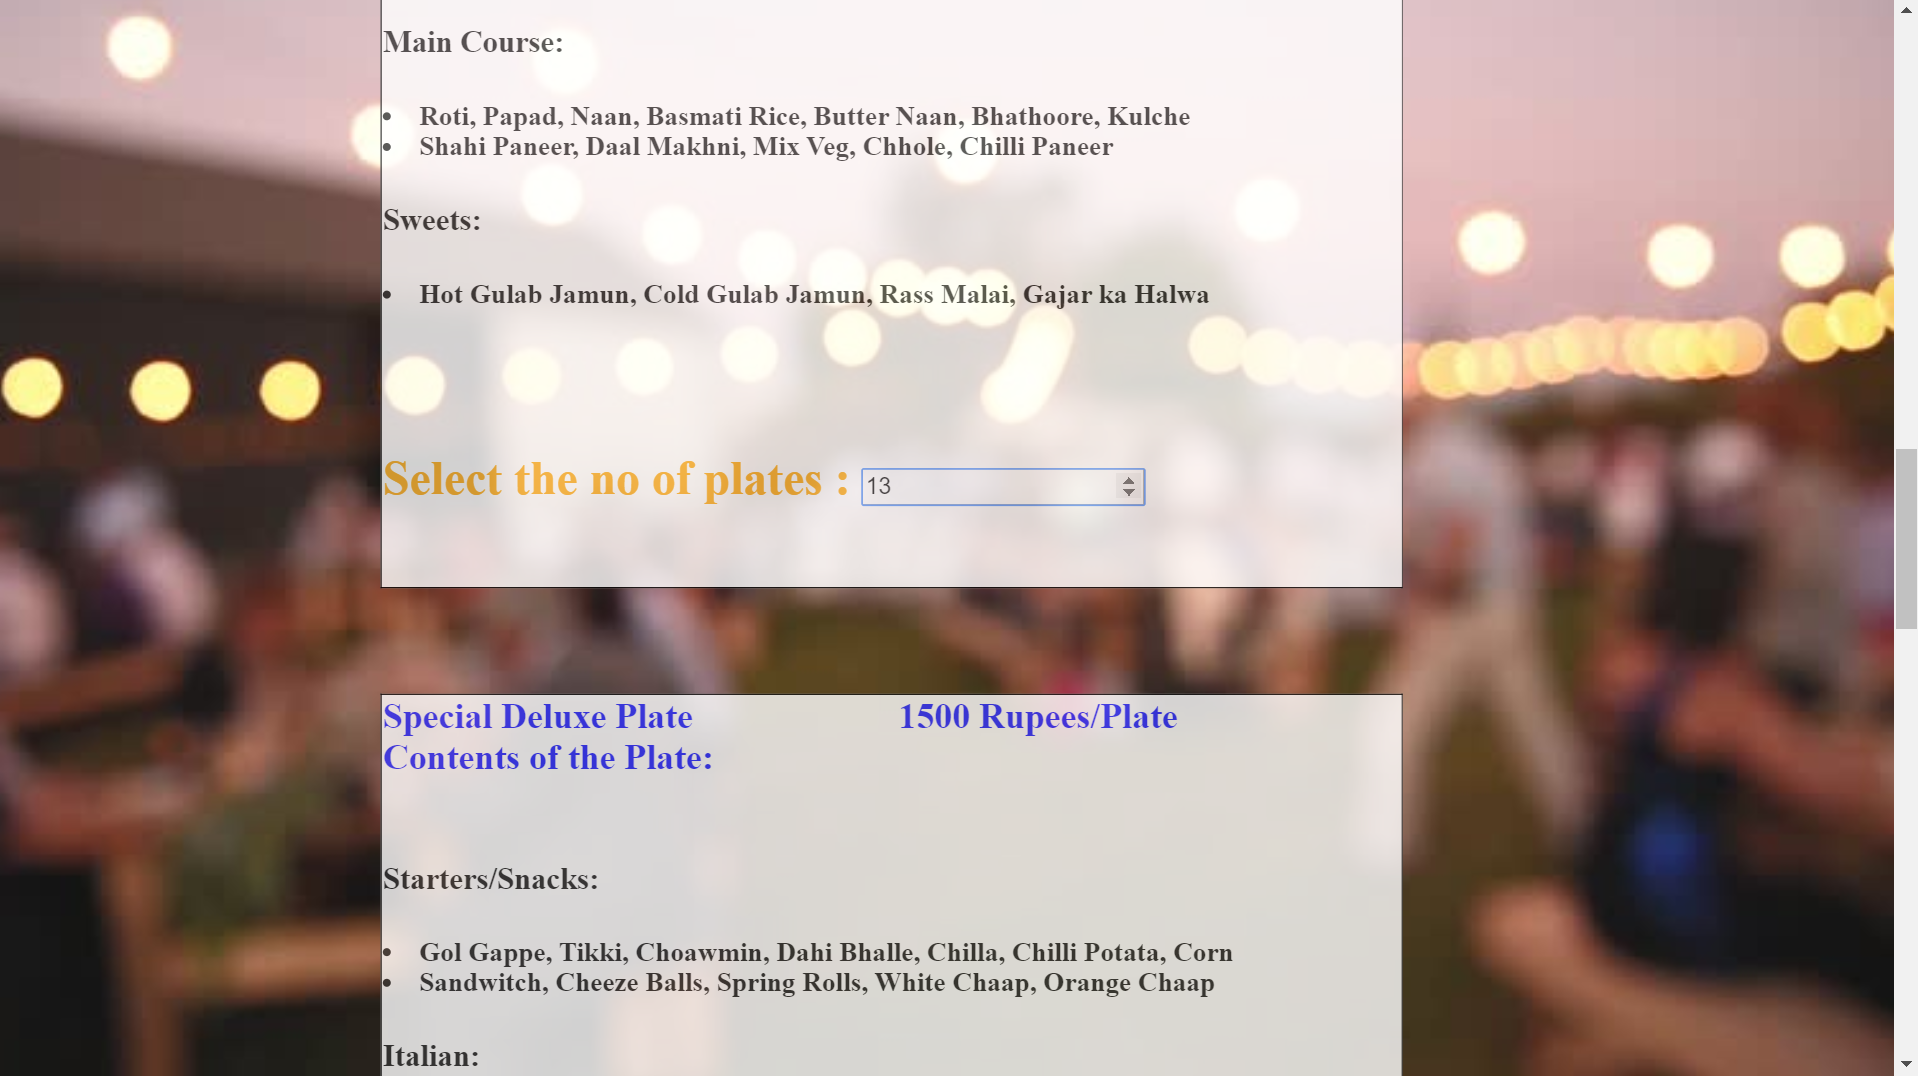 Main Course:
Roti, Papad, Naan, Basmati Rice, Butter Naan, Bhathoore, Kulche
Shahi Paneer, Daal Makhni, Mix Veg, Chhole, Chilli Paneer
Sweets:
Hot Gulab Jamun, Cold Gulab Jamun, Rass Malai, Gajar ka Halwa
Select the no of plates : 13
Special Deluxe Plate 1500 Rupees/Plate
Contents of the Plate:
Starters/Snacks:
Gol Gappe, Tikki, Choawmin, Dahi Bhalle, Chilla, Chilli Potata, Corn
Sandwitch, Cheeze Balls, Spring Rolls, White Chaap, Orange Chaap
Italian: